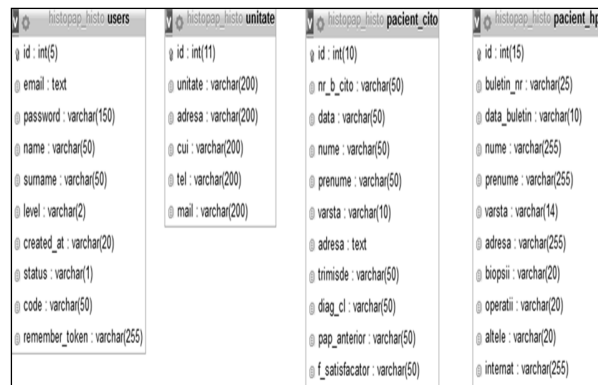 histopap_histo users
id : int(5)
email : text
password : varchar(150)
name : varchar(50)
surname : varchar(50)
level : varchar(2)
created_at : varchar(20)
status : varchar(1)
code : varchar(50)
remember_token : varchar(255)
histopap_histo unitate
id : int(11)
unitate : varchar(200)
adresa : varchar(200)
cui : varchar(200)
tel : varchar(200)
mail : varchar(200)
histopap_histo pacient_cito
id : int(10)
nr_b_cito : varchar(50)
data : varchar(50)
nume : varchar(50)
prenume : varchar(50)
varsta : varchar(10)
adresa : text
trimisde : varchar(50)
diag_cl : varchar(50)
pap_anterior : varchar(50)
f_satisfacator : varchar(50)
histopap_histo pacient_hp
id : int(15)
buletin_nr : varchar(25)
data_buletin : varchar(10)
nume : varchar(255)
prenume : varchar(255)
varsta : varchar(14)
adresa : varchar(255)
biopsii : varchar(20)
operatii : varchar(20)
altele : varchar(20)
internat : varchar(255)